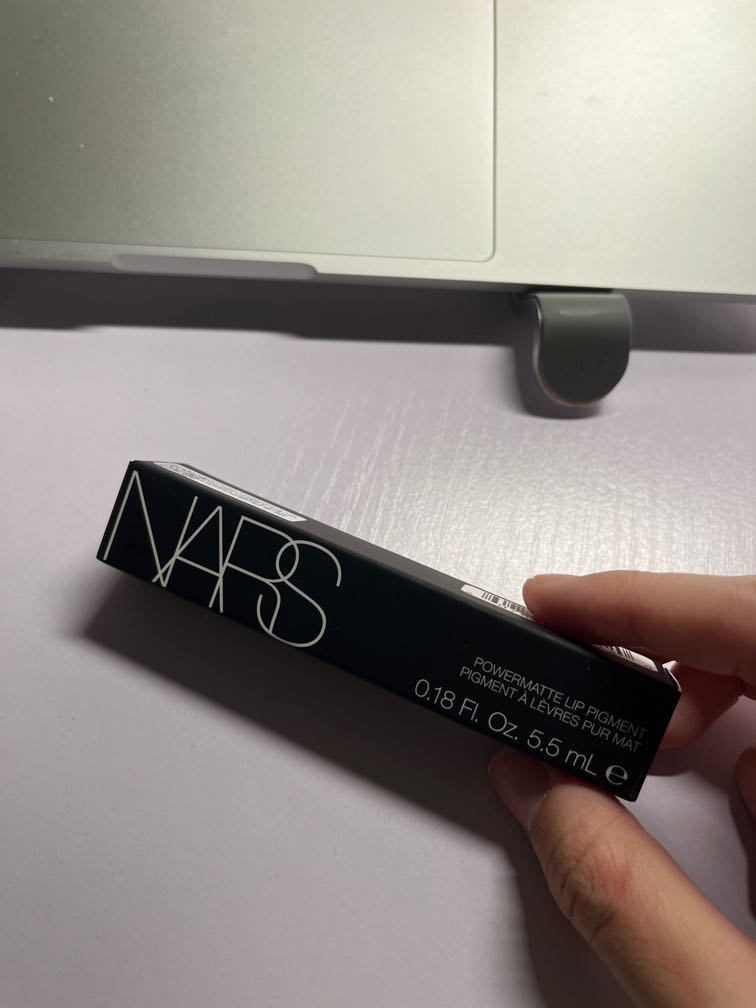 NARS
POWERMATTE LIP PIGMENT
PIGMENT À LÈVRES PUR MAT
0.18 Fl. Oz. 5.5 mL ℮